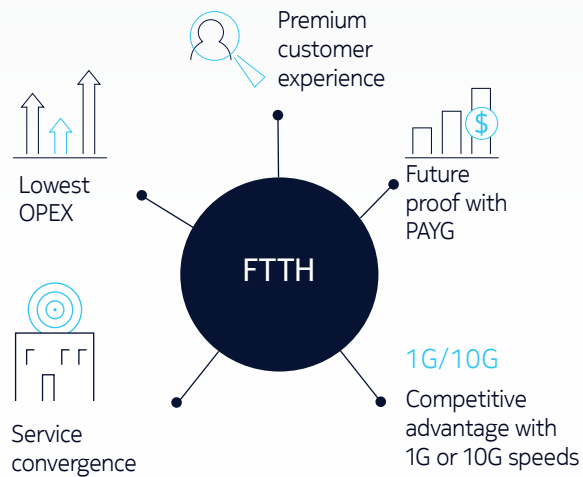 Premium
customer
experience
Lowest
OPEX
$
Future
proof with
PAYG
FTTH
Service
convergence
1G/10G
Competitive
advantage with
1G or 10G speeds